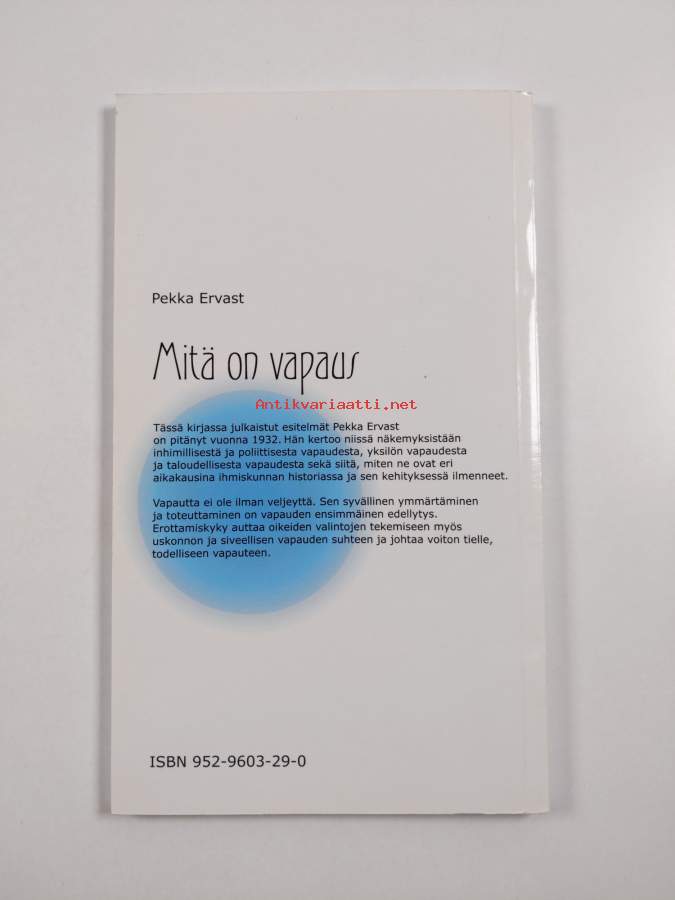 Pekka Ervast
Mitä on vapaus
Antikvariaatti.net
Tässä kirjassa julkaistut esitelmät Pekka Ervast
on pitänyt vuonna 1932. Hän kertoo niissä näkemyksistään
inhimillisestä ja poliittisesta vapaudesta, yksilön vapaudesta
ja taloudellisesta vapaudesta sekä siitä, miten ne ovat eri
aikakausina ihmiskunnan historiassa ja sen kehityksessä ilmenneet.
Vapautta ei ole ilman veljeyttä. Sen syvällinen ymmärtäminen
ja toteuttaminen on vapauden ensimmäinen edellytys.
Erottamiskyky auttaa oikeiden valintojen tekemiseen myös
uskonnon ja siveellisen vapauden suhteen ja johtaa voiton tielle,
todelliseen vapauteen.
ISBN 952-9603-29-0